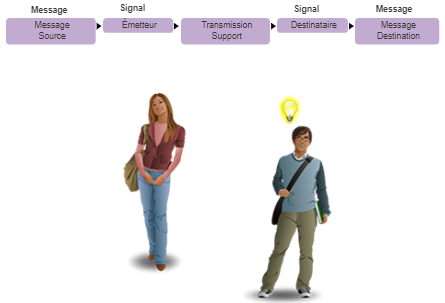 Message Signal Signal Message
Message Émetteur Transmission Destinataire Message
Source Support Destination